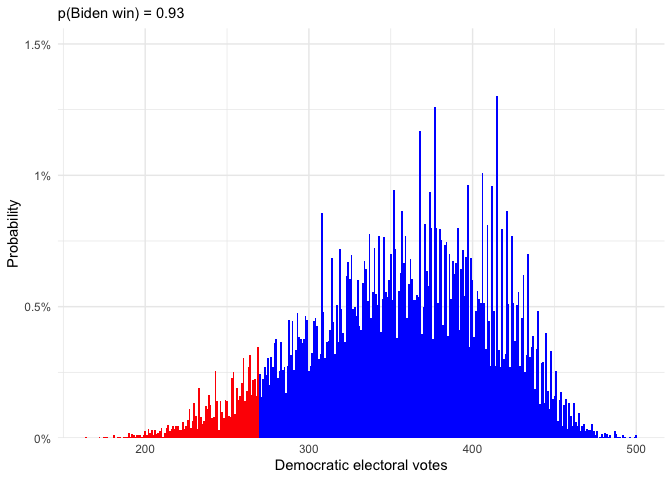 p(Biden win) = 0.93
1.5%
1%
0.5%
0%
Probability
200
300
400
500
Democratic electoral votes